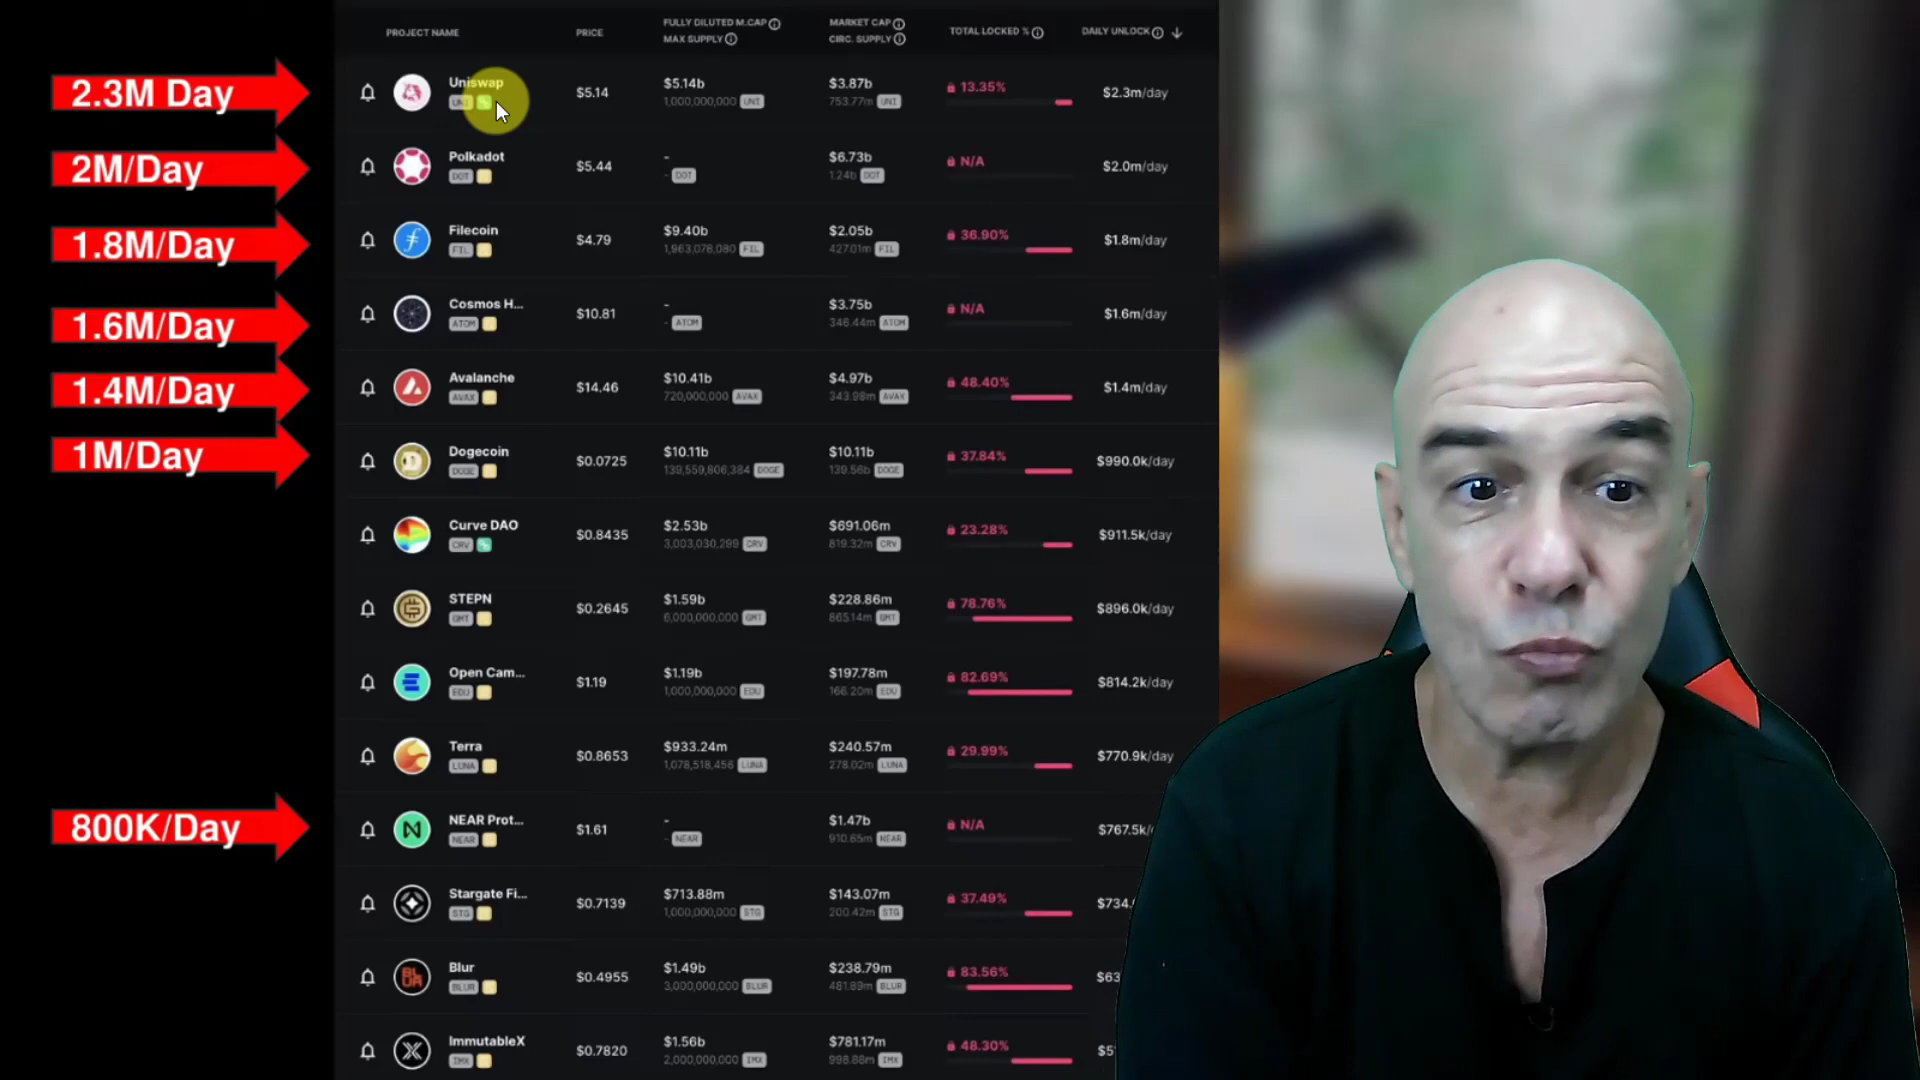 PROJECT NAME
PRICE
FULLY DILUTED M.CAP
MAX SUPPLY
MARKET CAP
CIRC. SUPPLY
TOTAL LOCKED %
DAILY UNLOCK
2.3M Day
Uniswap
UNI
$5.14
$5.14b
1,000,000,000 UNI
$3.87b
753.77m UNI
13.35%
$2.3m/day
2M/Day
Polkadot
DOT
$5.44
-
- DOT
$6.73b
1.24b DOT
N/A
$2.0m/day
1.8M/Day
Filecoin
FIL
$4.79
$9.40b
1,963,078,080 FIL
$2.05b
427.01m FIL
36.90%
$1.8m/day
1.6M/Day
Cosmos H...
ATOM
$10.81
-
- ATOM
$3.75b
346.44m ATOM
N/A
$1.6m/day
1.4M/Day
Avalanche
AVAX
$14.46
$10.41b
720,000,000 AVAX
$4.97b
343.98m AVAX
48.40%
$1.4m/day
1M/Day
Dogecoin
DOGE
$0.0725
$10.11b
139,559,806,384 DOGE
$10.11b
139.56b DOGE
37.84%
$990.0k/day
Curve DAO
CRV
$0.8435
$2.53b
3,003,030,299 CRV
$691.06m
819.32m CRV
23.28%
$911.5k/day
STEPN
GMT
$0.2645
$1.59b
6,000,000,000 GMT
$228.86m
865.14m GMT
78.76%
$896.0k/day
Open Cam...
EDU
$1.19
$1.19b
1,000,000,000 EDU
$197.78m
166.20m EDU
82.69%
$814.2k/day
Terra
LUNA
$0.8653
$933.24m
1,078,518,456 LUNA
$240.57m
278.02m LUNA
29.99%
$770.9k/day
800K/Day
NEAR Prot...
NEAR
$1.61
-
- NEAR
$1.47b
910.65m NEAR
N/A
$767.5k/
Stargate Fi...
STG
$0.7139
$713.88m
1,000,000,000 STG
$143.07m
200.42m STG
37.49%
$734.
Blur
BLUR
$0.4955
$1.49b
3,000,000,000 BLUR
$238.79m
481.89m BLUR
83.56%
$63
ImmutableX
IMX
$0.7820
$1.56b
2,000,000,000 IMX
$781.17m
998.88m IMX
48.30%